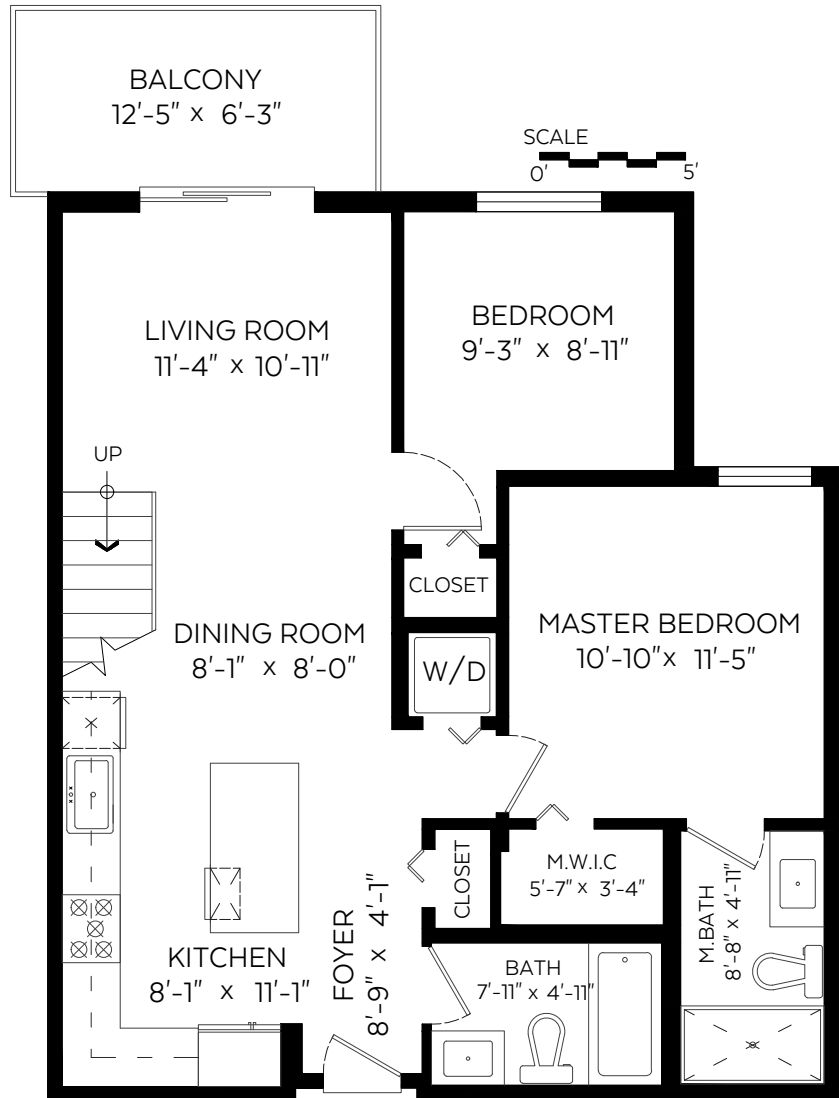 BALCONY
12'-5" x 6'-3"
SCALE
0' 5'
LIVING ROOM
11'-4" x 10'-11"
BEDROOM
9'-3" x 8'-11"
UP
CLOSET
DINING ROOM
8'-1" x 8'-0"
MASTER BEDROOM
10'-10" x 11'-5"
W/D
CLOSET
M.W.I.C
5'-7" x 3'-4"
M.BATH
8'-8" x 4'-11"
KITCHEN
8'-1" x 11'-1"
FOYER
8'-9" x 4'-1"
BATH
7'-11" x 4'-11"